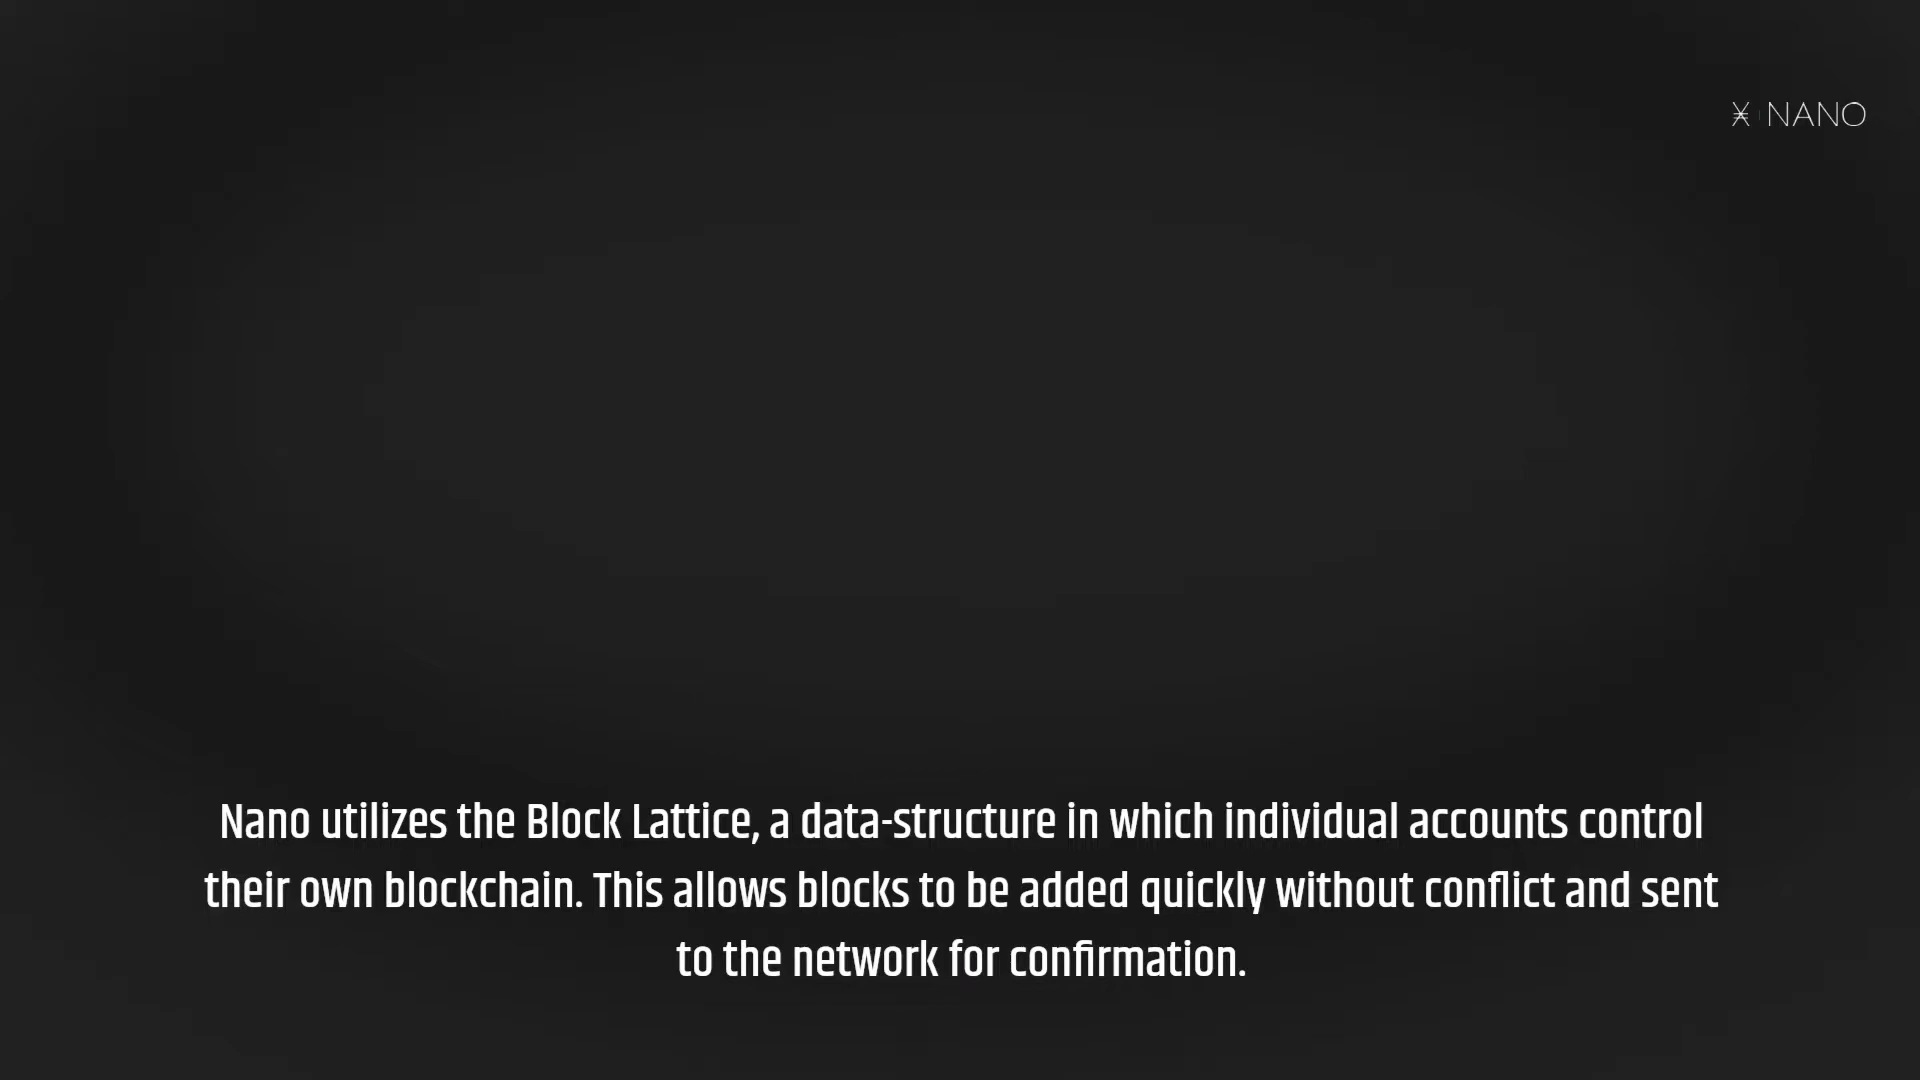 Ӿ NANO
Nano utilizes the Block Lattice, a data-structure in which individual accounts control
their own blockchain. This allows blocks to be added quickly without conflict and sent
to the network for confirmation.